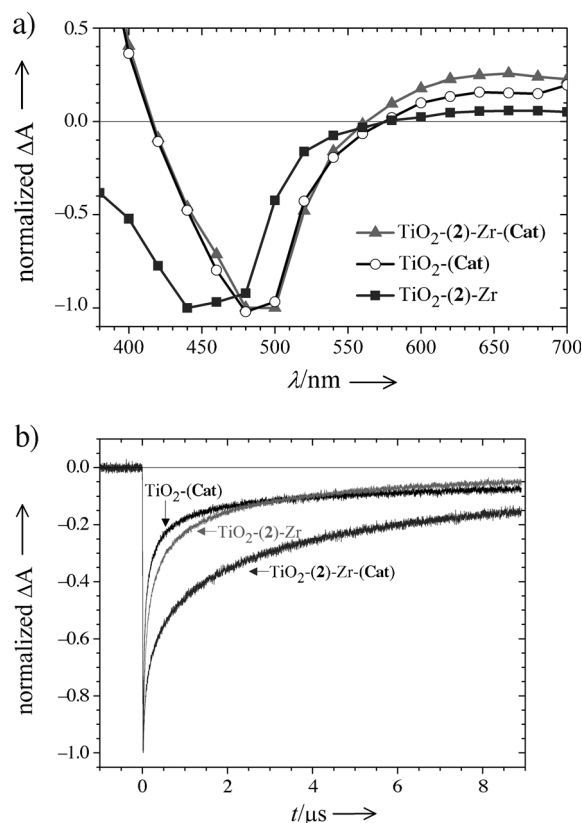 a)
0.5
0.0
−0.5
−1.0
normalized ΔA
TiO2-(2)-Zr-(Cat)
TiO2-(Cat)
TiO2-(2)-Zr
400 450 500 550 600 650 700
λ/nm
b)
0.0
−0.2
−0.4
−0.6
−0.8
−1.0
normalized ΔA
TiO2-(Cat)
TiO2-(2)-Zr
TiO2-(2)-Zr-(Cat)
0 2 4 6 8
t/μs